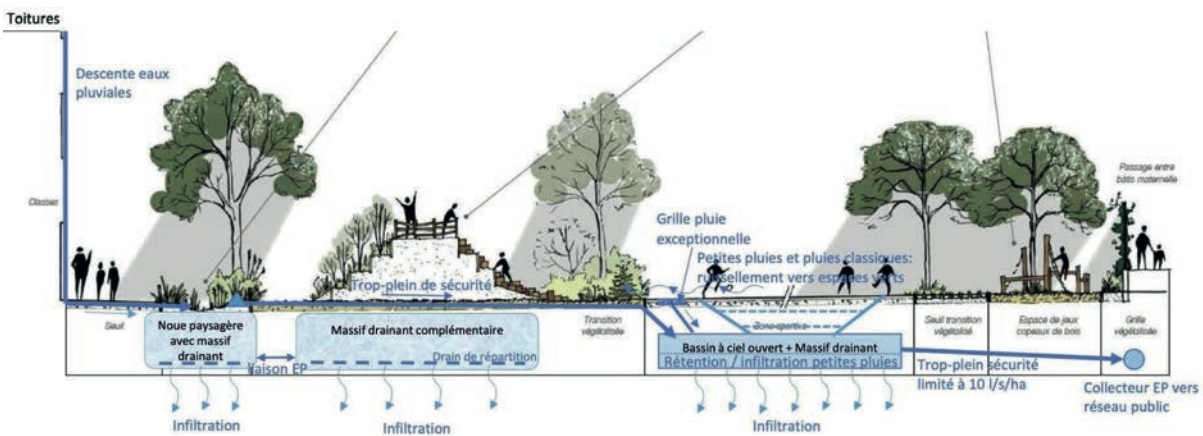 Toitures
Descente eaux
pluviales
Classes
Passage entre
bâtis maternelle
Grille pluie
exceptionnelle
Petites pluies et pluies classiques:
ruissellement vers espaces verts
Trop-plein de sécurité
Seuil
Noue paysagère
avec massif
drainant
Massif drainant complémentaire
Drain de répartition
liaison EP
Transition
végétalisée
Zone sportive
Bassin à ciel ouvert + Massif drainant
Rétention / infiltration petites pluies
Seuil transition
végétalisé
Espace de jeux
copeaux de bois
Grille
végétalisée
Trop-plein sécurité
limité à 10 l/s/ha
Collecteur EP vers
réseau public
Infiltration
Infiltration
Infiltration